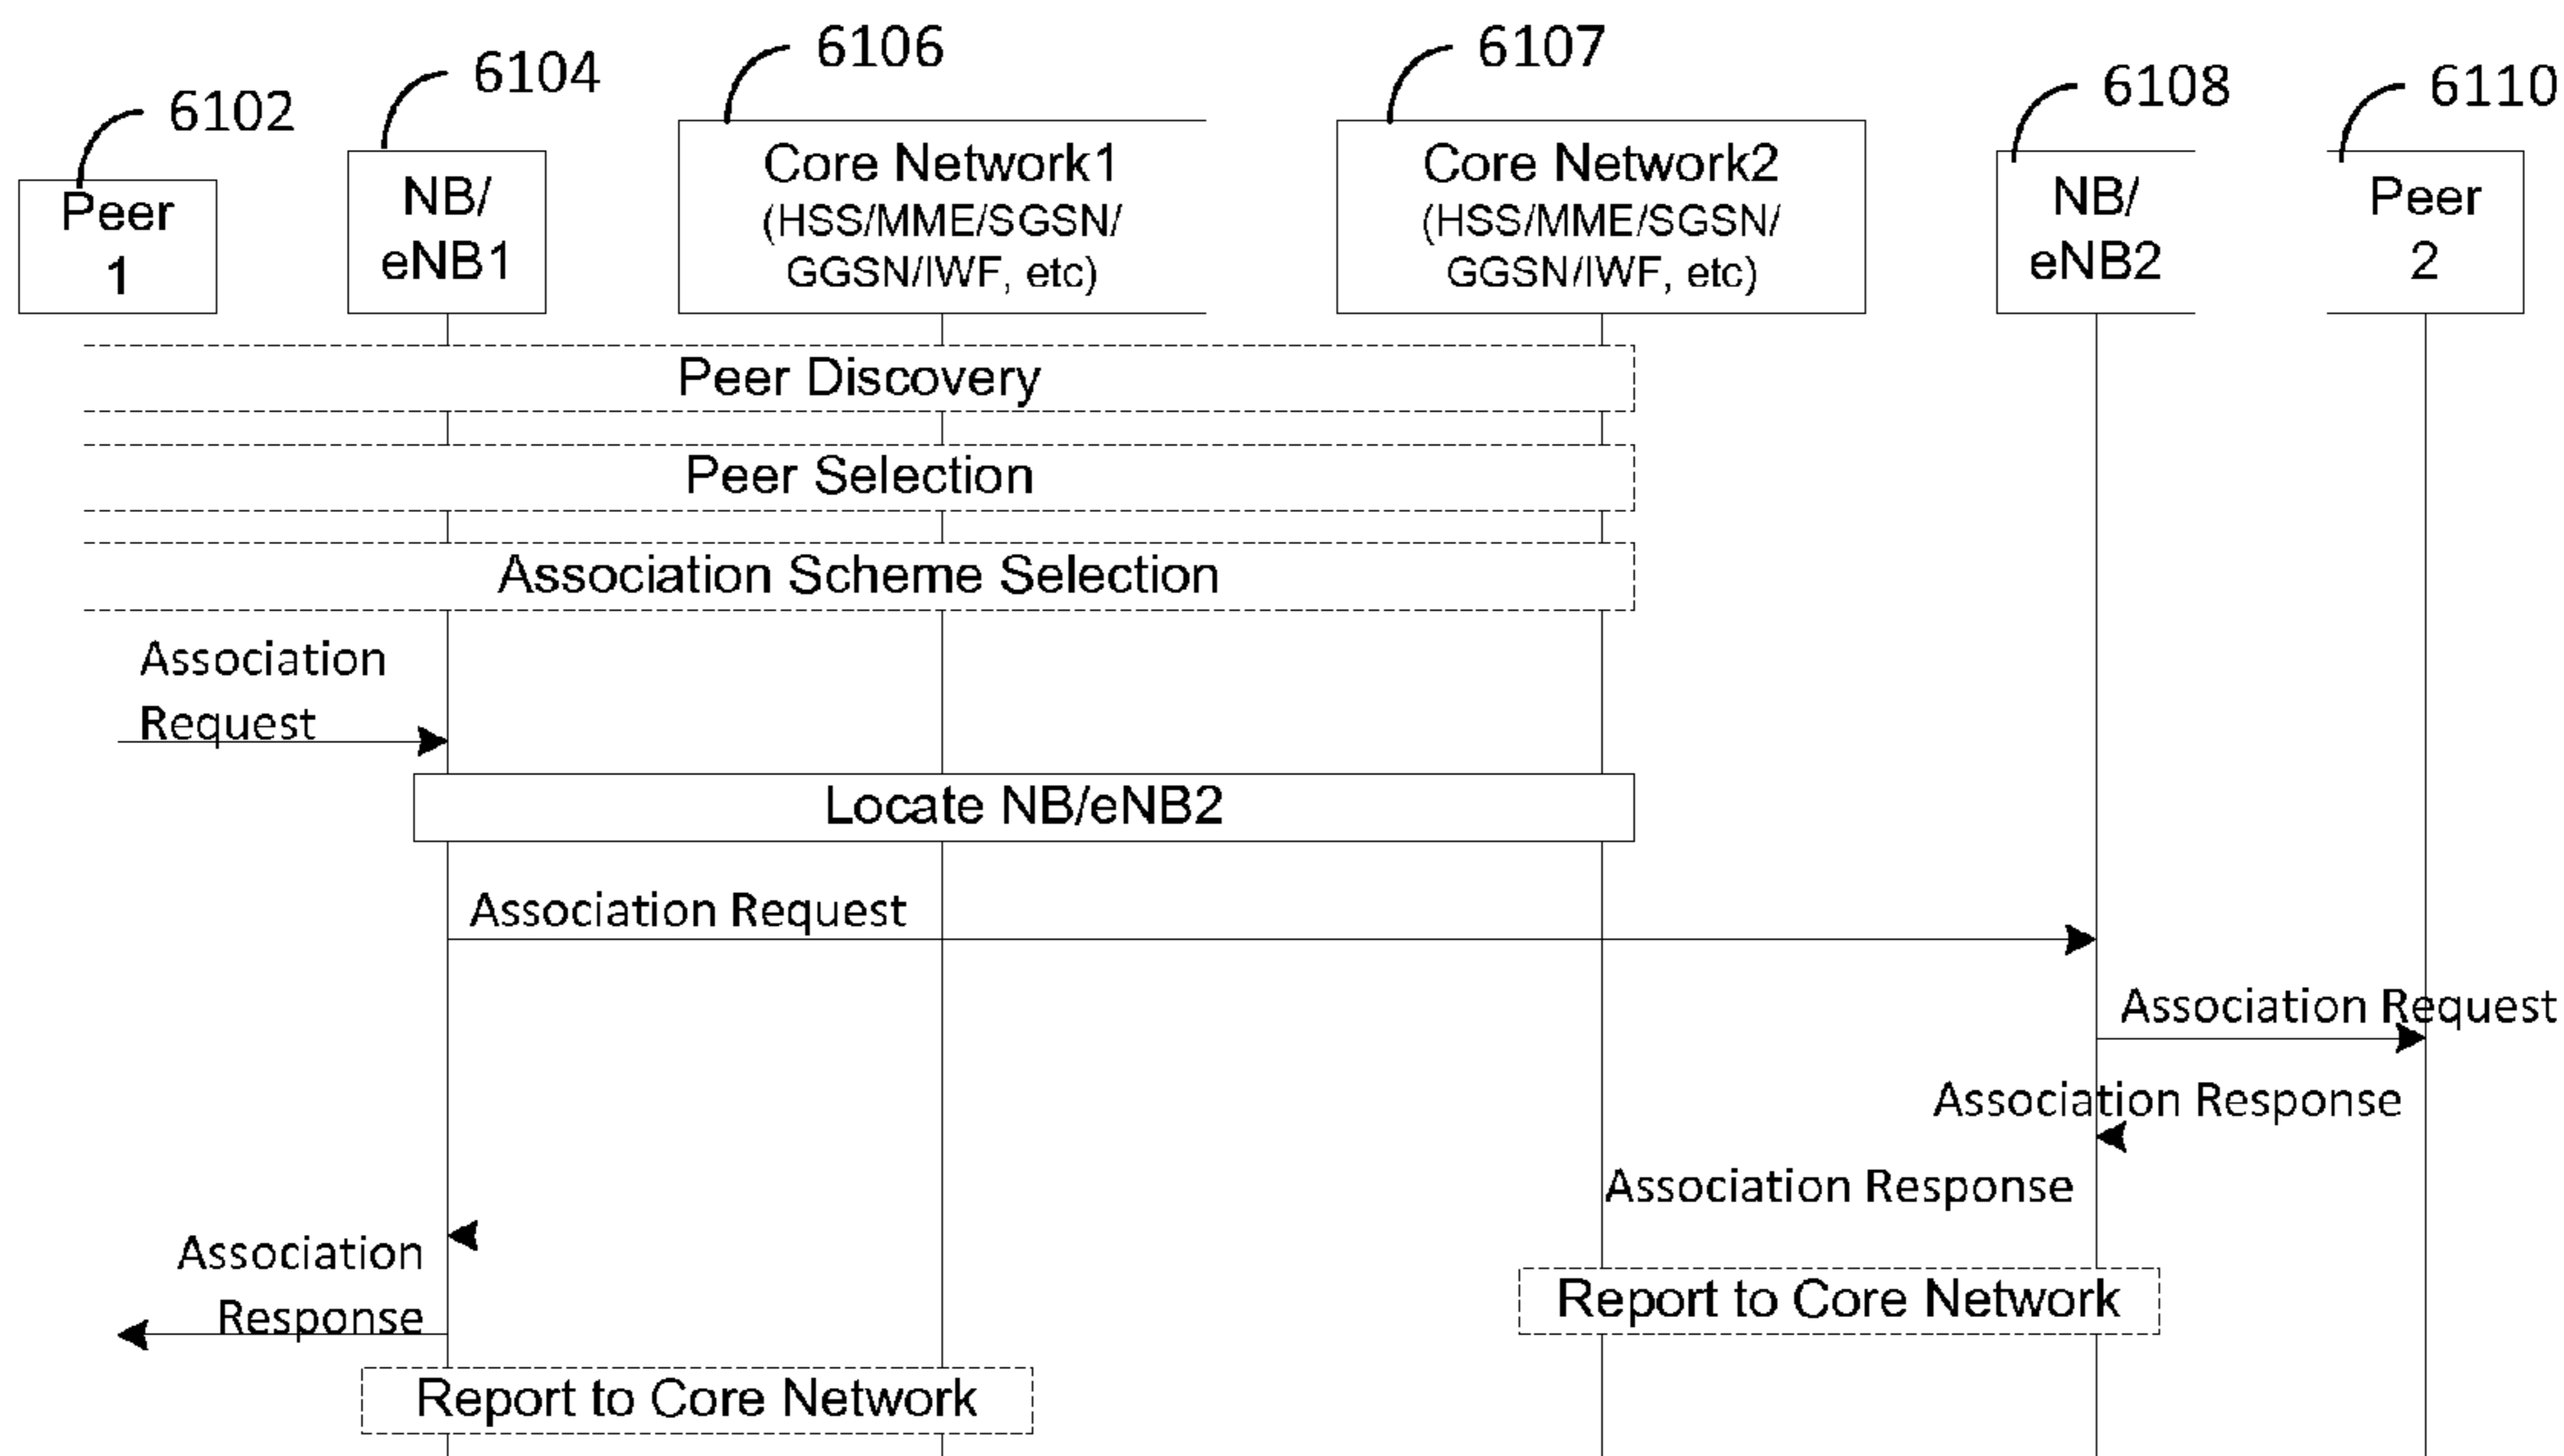 6102
6104
6106
6107
6108
6110
Peer
1
NB/
eNB1
Core Network1
(HSS/MME/SGSN/
GGSN/IWF, etc)
Core Network2
(HSS/MME/SGSN/
GGSN/IWF, etc)
NB/
eNB2
Peer
2
Peer Discovery
Peer Selection
Association Scheme Selection
Association
Request
Locate NB/eNB2
Association Request
Association Request
Association Response
Association Response
Association
Response
Report to Core Network
Report to Core Network